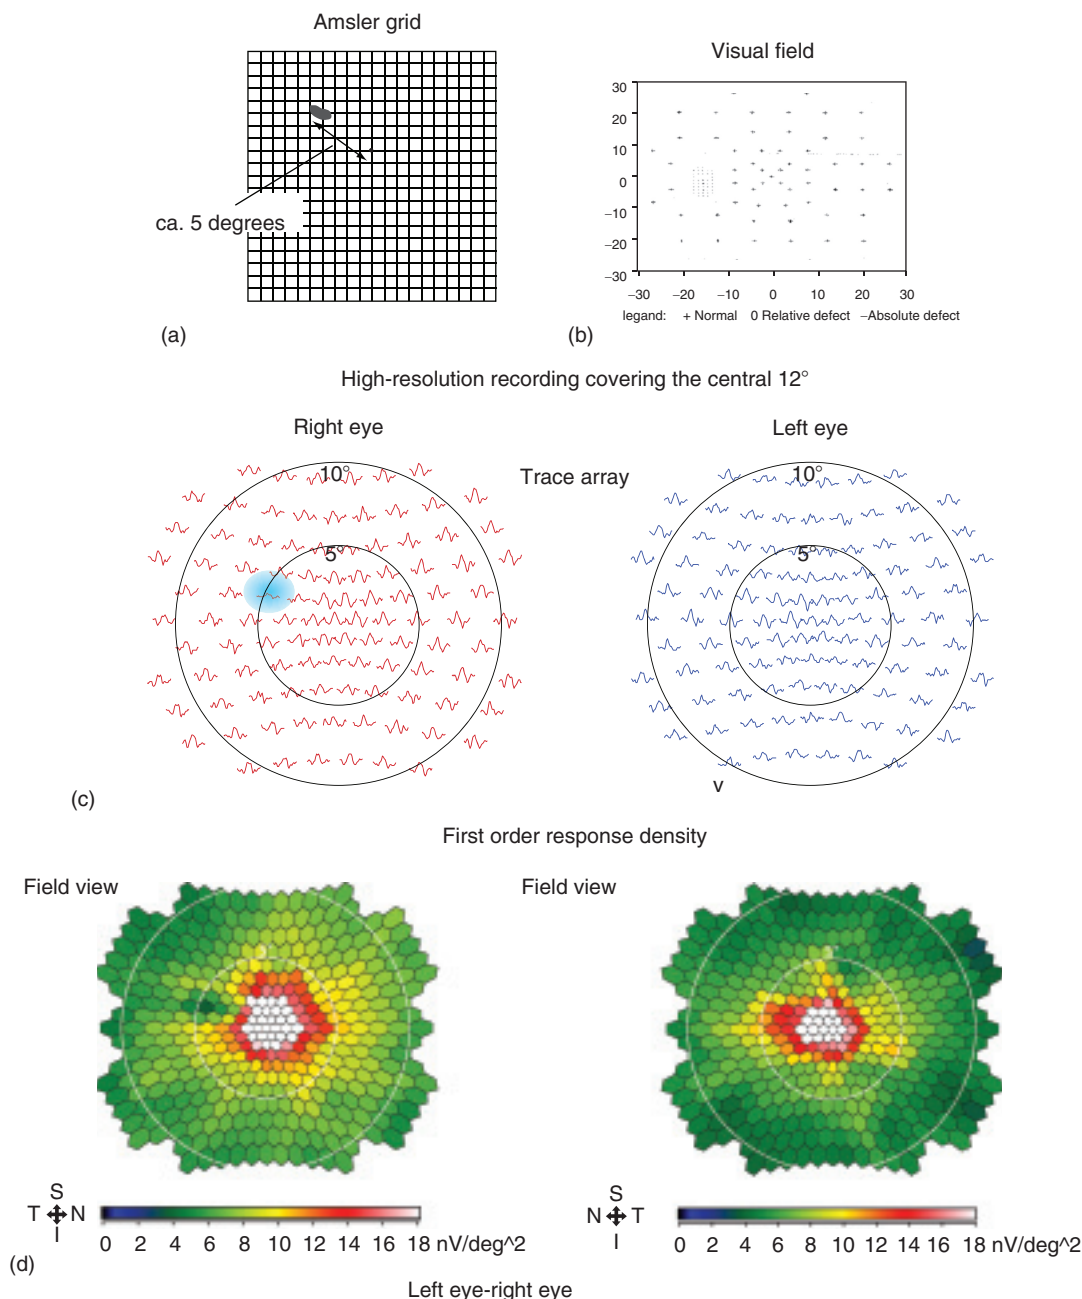 Amsler grid
ca. 5 degrees
(a)
Visual field
30
20
10
0
−10
−20
−30
−30 −20 −10 0 10 20 30
legand: + Normal 0 Relative defect −Absolute defect
(b)
High-resolution recording covering the central 12°
Right eye
Left eye
Trace array
10°
5°
10°
5°
v
(c)
First order response density
Field view
Field view
S
T N
I
0 2 4 6 8 10 12 14 16 18 nV/deg^2
S
N T
I
0 2 4 6 8 10 12 14 16 18 nV/deg^2
(d)
Left eye-right eye